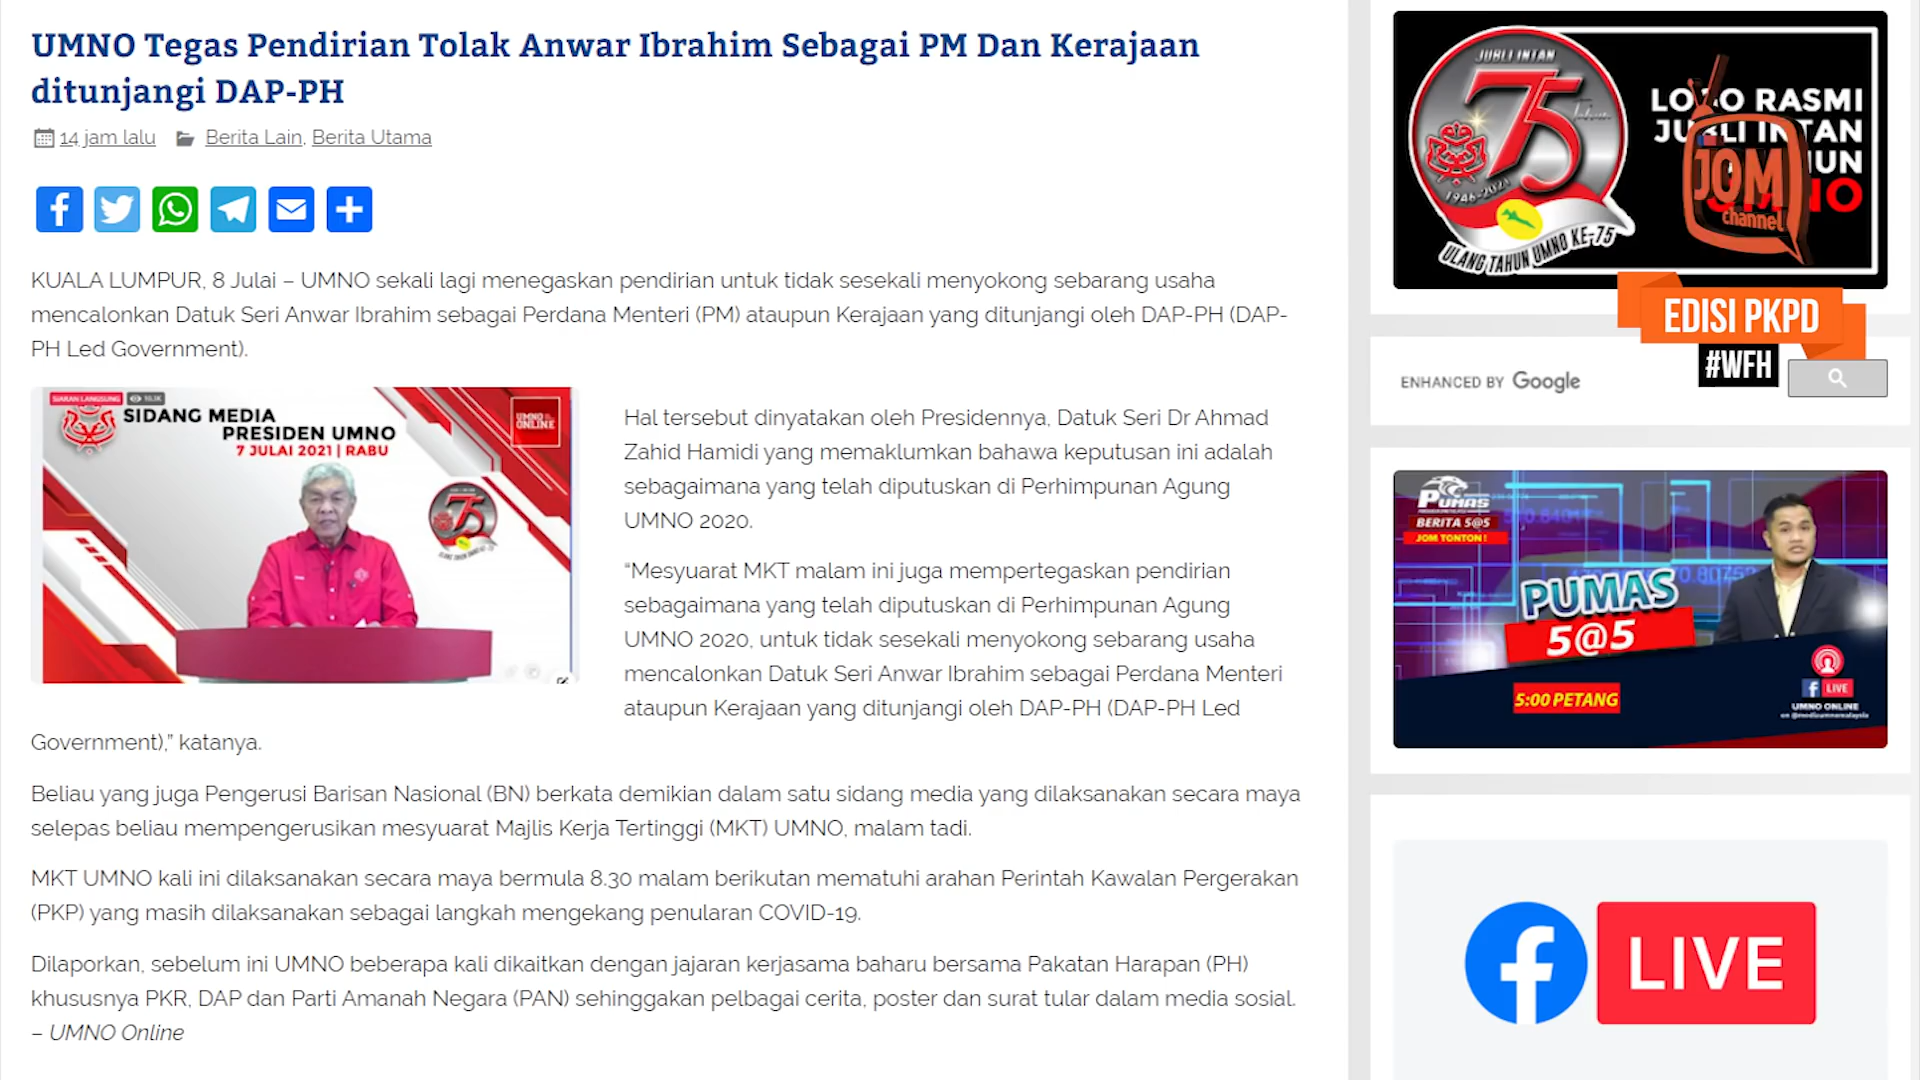 UMNO Tegas Pendirian Tolak Anwar Ibrahim Sebagai PM Dan Kerajaan
ditunjangi DAP-PH
14 jam lalu Berita Lain, Berita Utama
KUALA LUMPUR, 8 Julai – UMNO sekali lagi menegaskan pendirian untuk tidak sesekali menyokong sebarang usaha
mencalonkan Datuk Seri Anwar Ibrahim sebagai Perdana Menteri (PM) ataupun Kerajaan yang ditunjangi oleh DAP-PH (DAP-
PH Led Government).
SIARAN LANGSUNG
SIDANG MEDIA
PRESIDEN UMNO
7 JULAI 2021 | RABU
UMNO
ONLINE
75
Hal tersebut dinyatakan oleh Presidennya, Datuk Seri Dr Ahmad
Zahid Hamidi yang memaklumkan bahawa keputusan ini adalah
sebagaimana yang telah diputuskan di Perhimpunan Agung
UMNO 2020.
“Mesyuarat MKT malam ini juga mempertegaskan pendirian
sebagaimana yang telah diputuskan di Perhimpunan Agung
UMNO 2020, untuk tidak sesekali menyokong sebarang usaha
mencalonkan Datuk Seri Anwar Ibrahim sebagai Perdana Menteri
ataupun Kerajaan yang ditunjangi oleh DAP-PH (DAP-PH Led
Government),” katanya.
Beliau yang juga Pengerusi Barisan Nasional (BN) berkata demikian dalam satu sidang media yang dilaksanakan secara maya
selepas beliau mempengerusikan mesyuarat Majlis Kerja Tertinggi (MKT) UMNO, malam tadi.
MKT UMNO kali ini dilaksanakan secara maya bermula 8.30 malam berikutan mematuhi arahan Perintah Kawalan Pergerakan
(PKP) yang masih dilaksanakan sebagai langkah mengekang penularan COVID-19.
Dilaporkan, sebelum ini UMNO beberapa kali dikaitkan dengan jajaran kerjasama baharu bersama Pakatan Harapan (PH)
khususnya PKR, DAP dan Parti Amanah Negara (PAN) sehinggakan pelbagai cerita, poster dan surat tular dalam media sosial.
– UMNO Online
JUBLI INTAN
75
Tahun
1946-2021
ULANG TAHUN UMNO KE-75
RASMI
JOM
channel
EDISI PKPD
#WFH
ENHANCED BY Google
PUMAS
BERITA 5@5
JOM TONTON !
PUMAS
5@5
5:00 PETANG
LIVE
UMNO ONLINE
LIVE